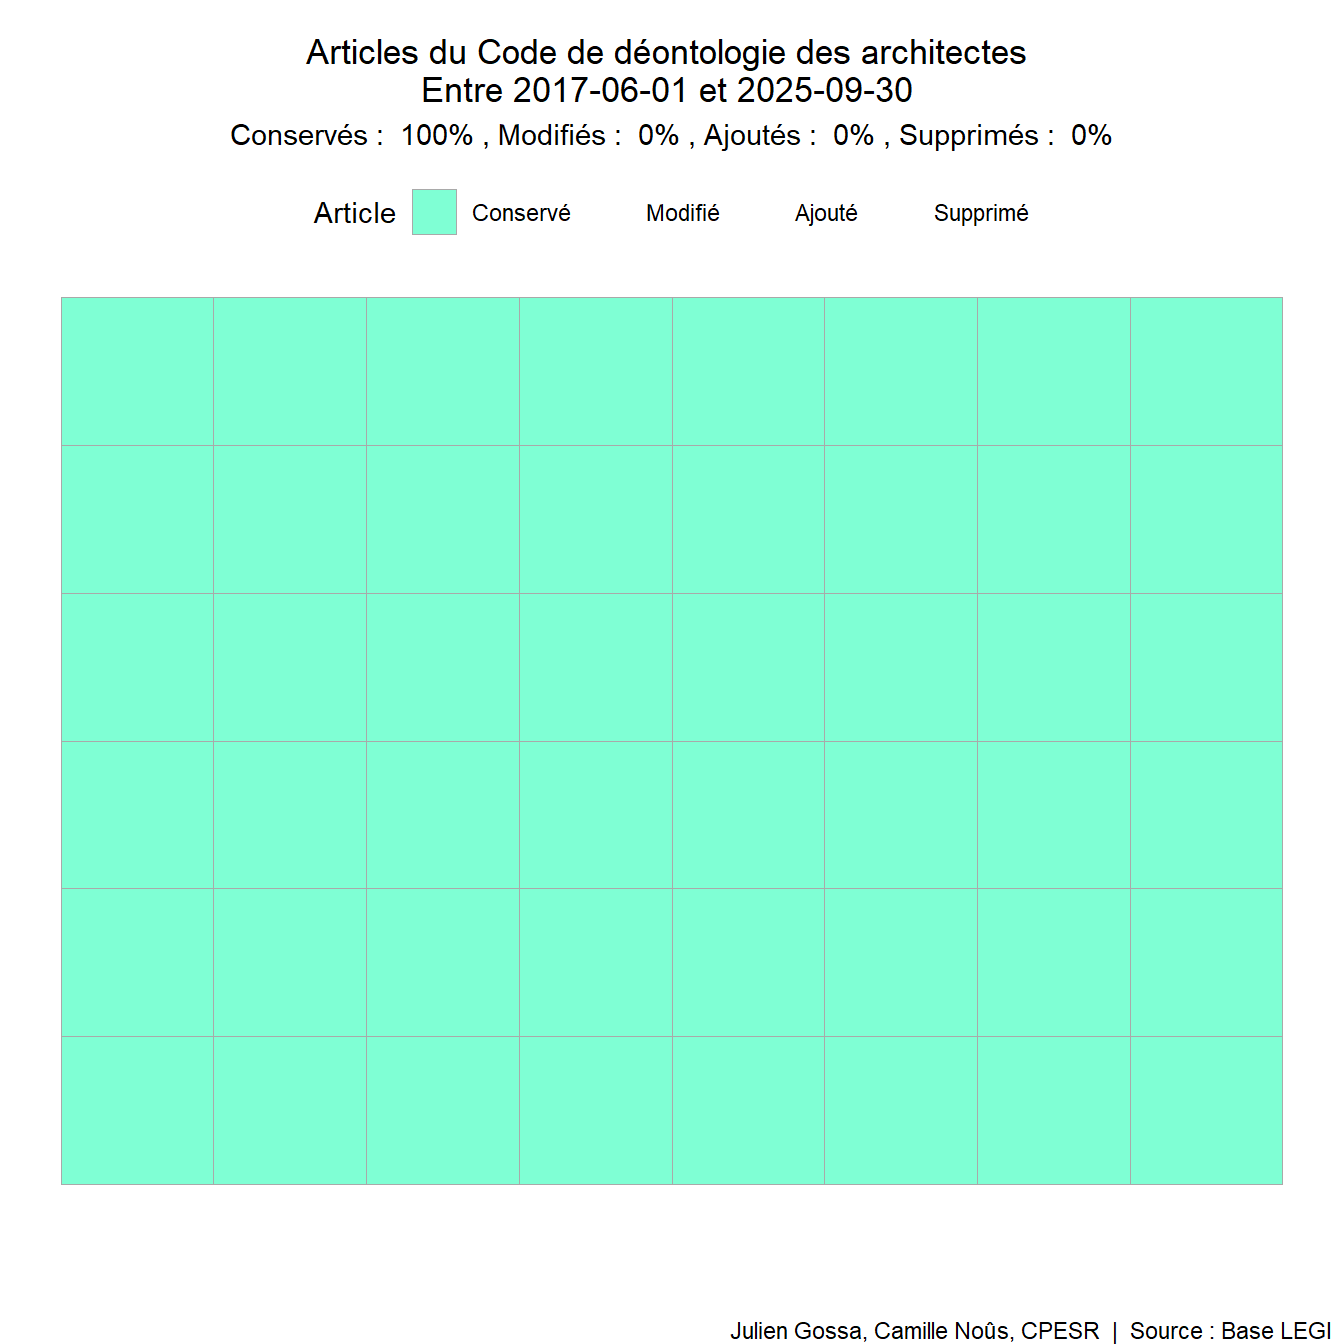 Articles du Code de déontologie des architectes
Entre 2017-06-01 et 2025-09-30
Conservés :  100% , Modifiés :  0% , Ajoutés :  0% , Supprimés :  0%
Article Conservé Modifié Ajouté Supprimé
Julien Gossa, Camille Noûs, CPESR | Source : Base LEGI